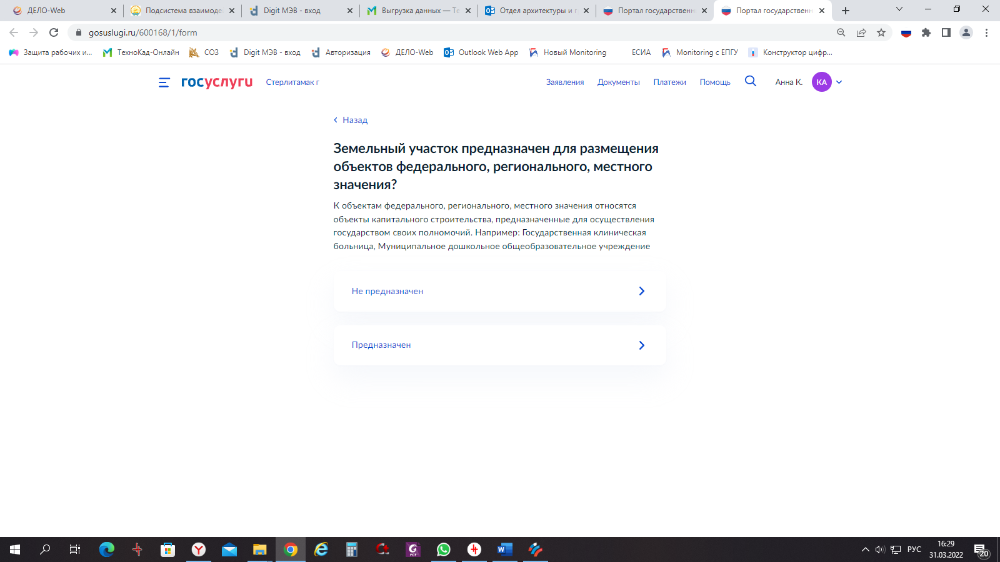 ДЕЛО-Web
Подсистема взаимоде
Digit МЭВ - вход
Выгрузка данных — Те
Отдел архитектуры и г
Портал государственн
Портал государственн
gosuslugi.ru/600168/1/form
Защита рабочих и...
ТехноКад-Онлайн
СОЗ
Digit МЭВ - вход
Авторизация
ДЕЛО-Web
Outlook Web App
Новый Monitoring
ЕСИА
Monitoring с ЕПГУ
Конструктор цифр...
госуслуги
Стерлитамак г
Заявления
Документы
Платежи
Помощь
Анна К.
КА
Назад
Земельный участок предназначен для размещения
объектов федерального, регионального, местного
значения?
К объектам федерального, регионального, местного значения относятся
объекты капитального строительства, предназначенные для осуществления
государством своих полномочий. Например: Государственная клиническая
больница, Муниципальное дошкольное общеобразовательное учреждение
Не предназначен
Предназначен
РУС
16:29
31.03.2022
20